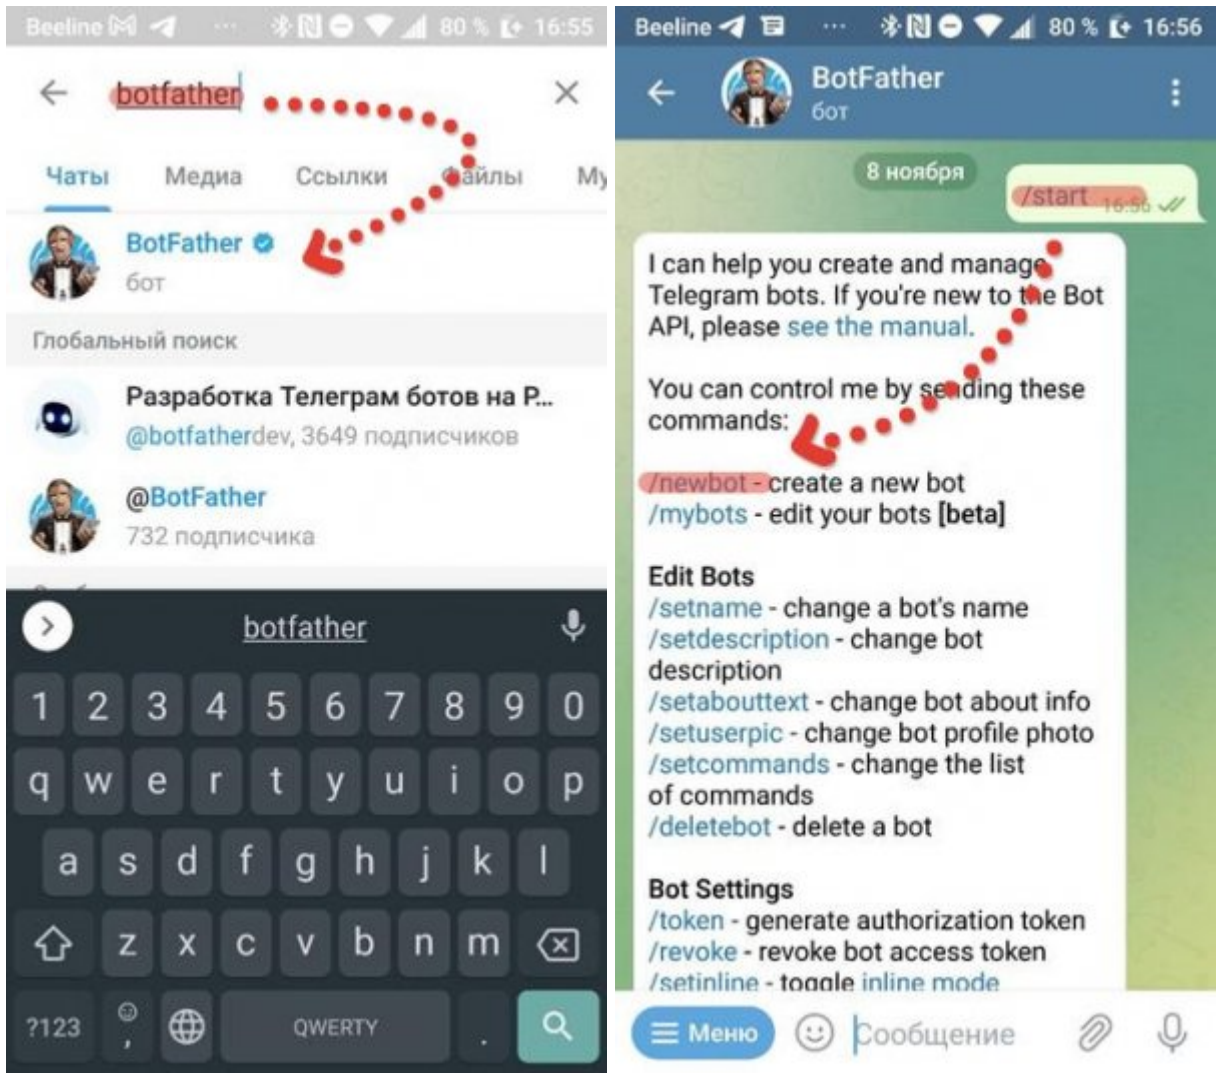 Beeline ... 80 % 16:55
botfather
Чаты Медиа Ссылки Файлы Му
BotFather
бот
Глобальный поиск
Разработка Телеграм ботов на P...
@botfatherdev, 3649 подписчиков
@BotFather
732 подписчика
botfather
1 2 3 4 5 6 7 8 9 0
q w e r t y u i o p
a s d f g h j k l
z x c v b n m
?123 , QWERTY .
Beeline ... 80 % 16:56
BotFather
бот
8 ноября
/start 16:56
I can help you create and manage
Telegram bots. If you're new to the Bot
API, please see the manual.
You can control me by sending these
commands:
/newbot - create a new bot
/mybots - edit your bots [beta]
Edit Bots
/setname - change a bot's name
/setdescription - change bot
description
/setabouttext - change bot about info
/setuserpic - change bot profile photo
/setcommands - change the list
of commands
/deletebot - delete a bot
Bot Settings
/token - generate authorization token
/revoke - revoke bot access token
/setinline - toggle inline mode
Меню Сообщение